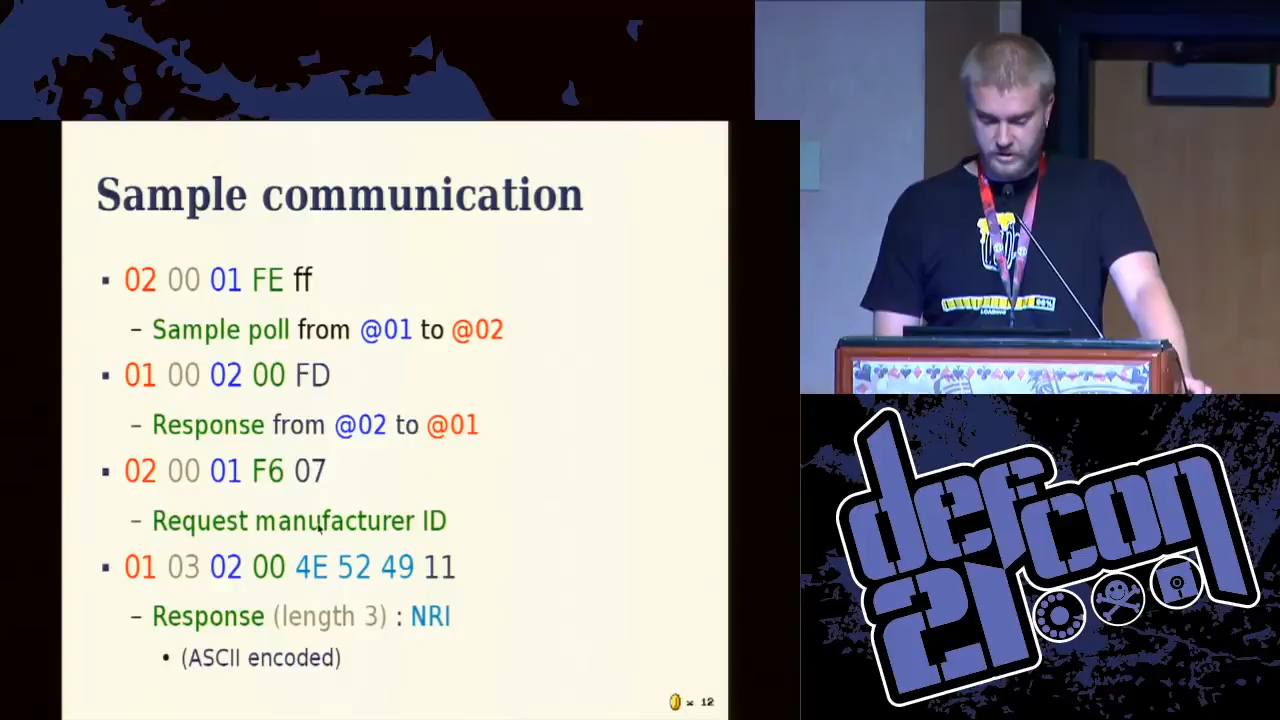 Sample communication
▪ 02 00 01 FE ff
– Sample poll from @01 to @02
▪ 01 00 02 00 FD
– Response from @02 to @01
▪ 02 00 01 F6 07
– Request manufacturer ID
▪ 01 03 02 00 4E 52 49 11
– Response (length 3) : NRI
• (ASCII encoded)
× 12
LOADING
defcon
21